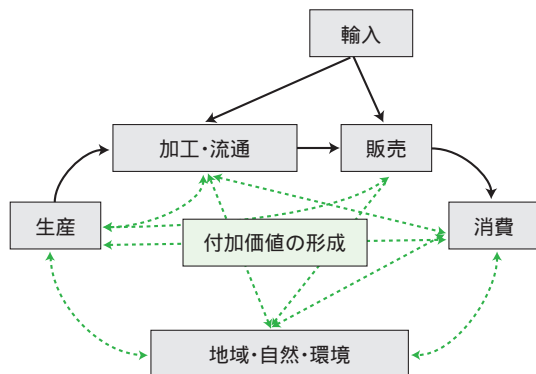 輸入
加工・流通
販売
生産
付加価値の形成
消費
地域・自然・環境